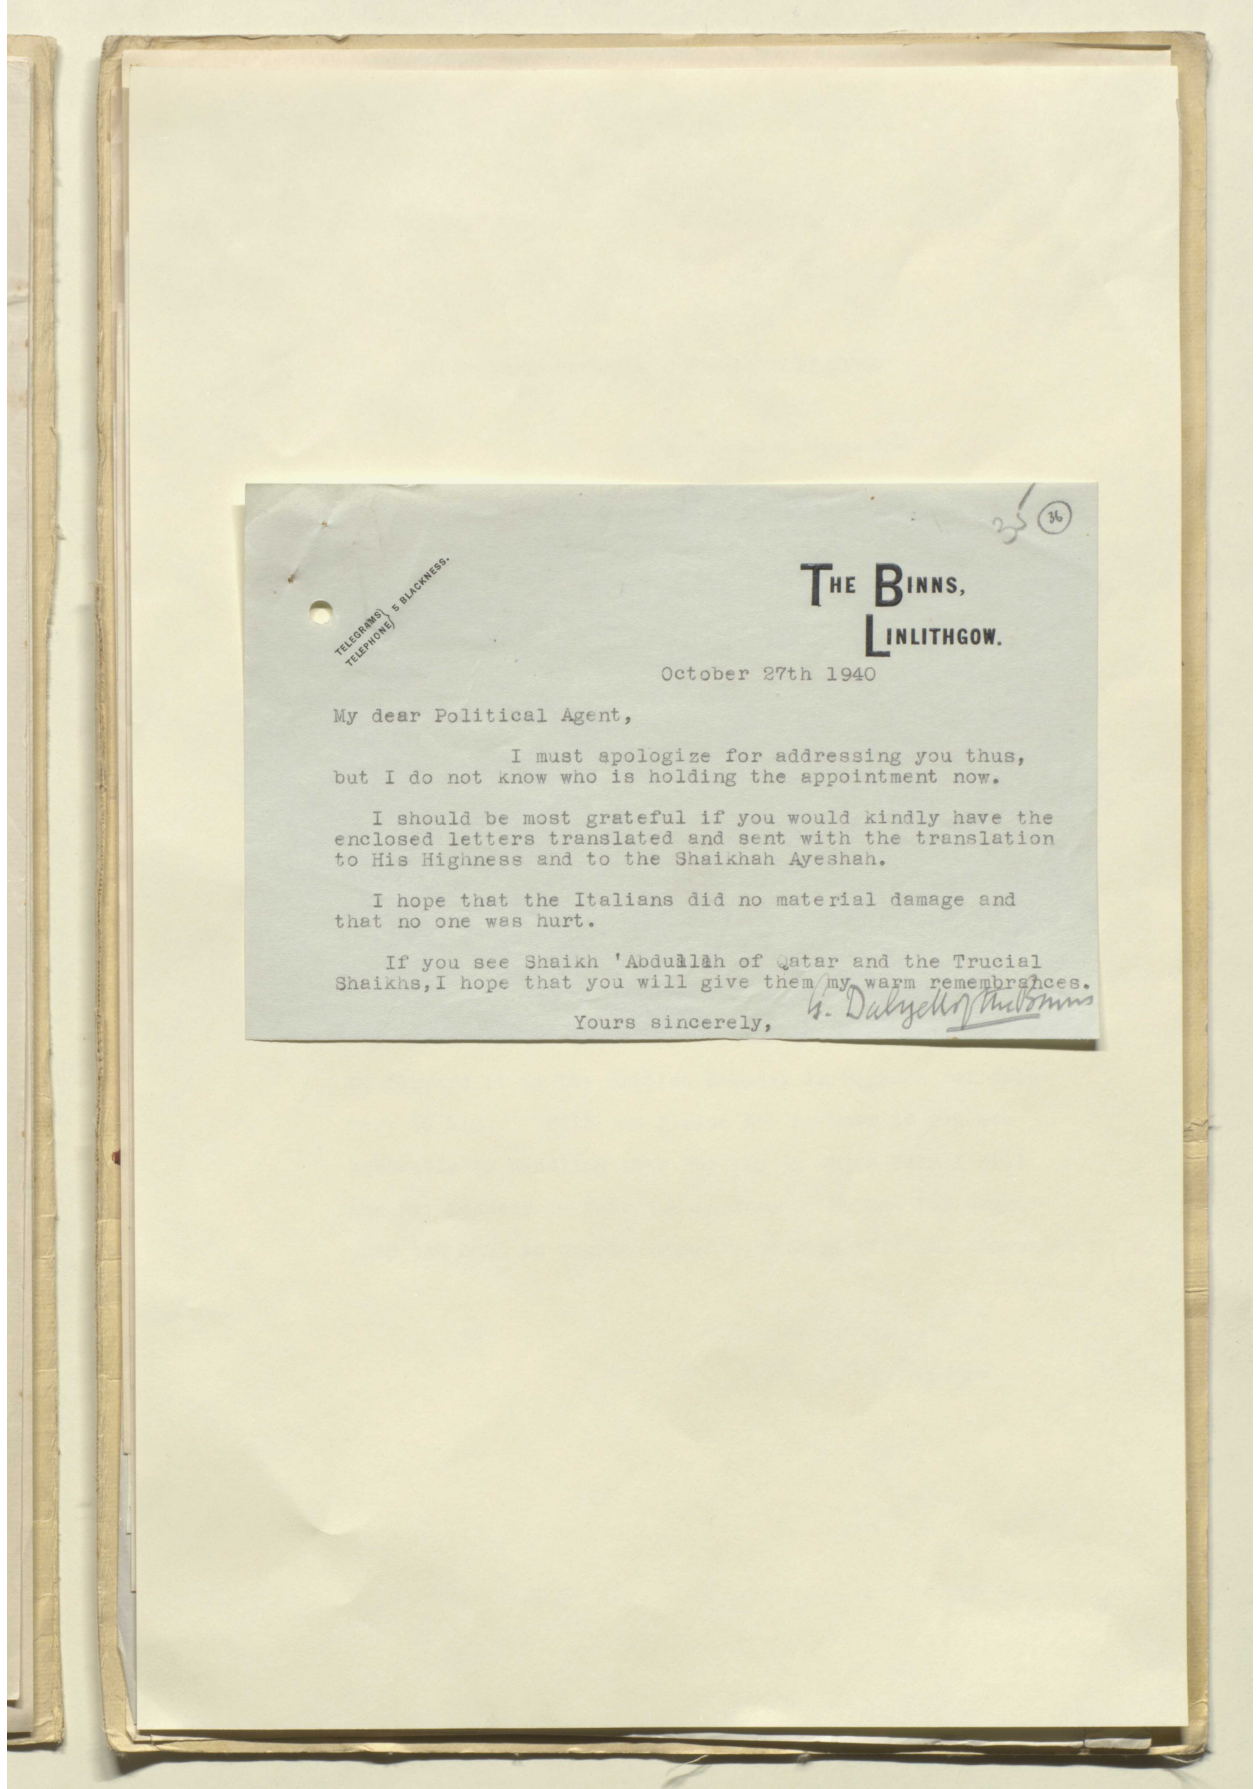 35 36
TELEGRAMS
TELEPHONE } 5 BLACKNESS.
THE BINNS,
LINLITHGOW.
October 27th 1940
My dear Political Agent,
I must apologize for addressing you thus,
but I do not know who is holding the appointment now.
I should be most grateful if you would kindly have the
enclosed letters translated and sent with the translation
to His Highness and to the Shaikhah Ayeshah.
I hope that the Italians did no material damage and
that no one was hurt.
If you see Shaikh 'Abdullah of Qatar and the Trucial
Shaikhs, I hope that you will give them my warm remembrances.
Yours sincerely,
G. Dalyell of the Binns